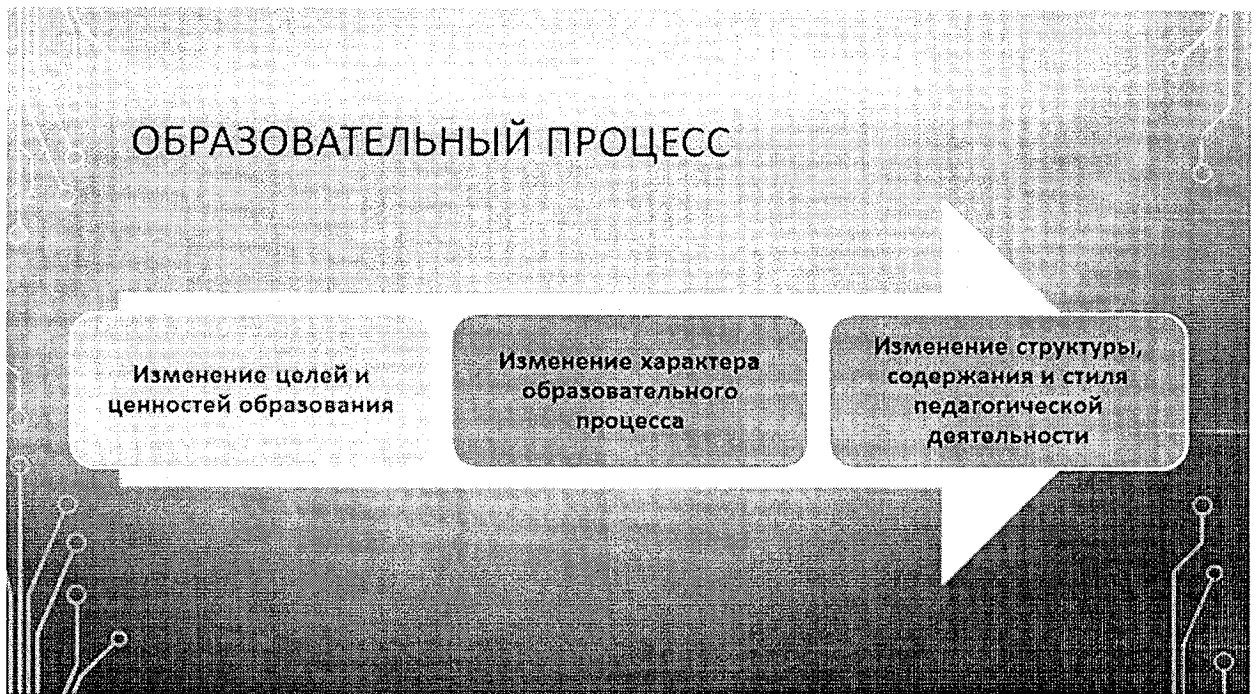 ОБРАЗОВАТЕЛЬНЫЙ ПРОЦЕСС
Изменение целей и
ценностей образования
Изменение характера
образовательного
процесса
Изменение структуры,
содержания и стиля
педагогической
деятельности